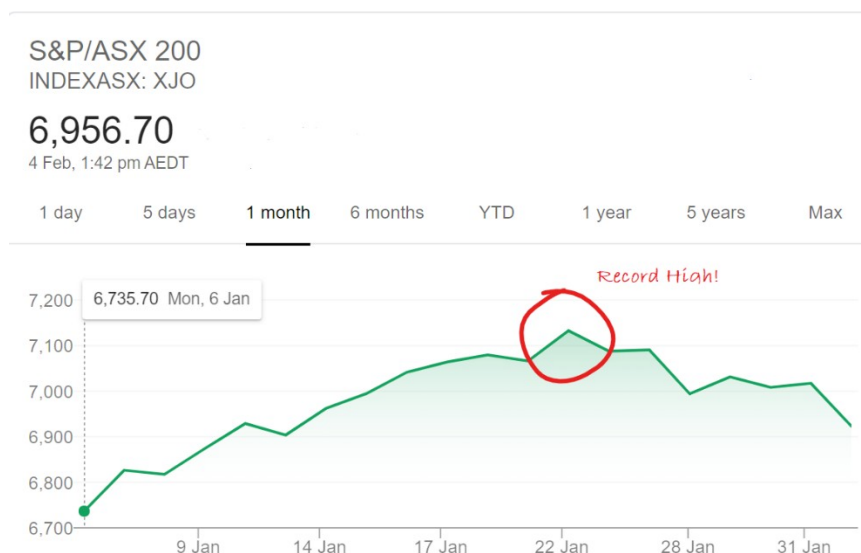 S&P/ASX 200
INDEXASX: XJO
6,956.70
4 Feb, 1:42 pm AEDT
1 day 5 days 1 month 6 months YTD 1 year 5 years Max
Record High!
7,200
6,735.70 Mon, 6 Jan
7,100
7,000
6,900
6,800
6,700
9 Jan 14 Jan 17 Jan 22 Jan 28 Jan 31 Jan